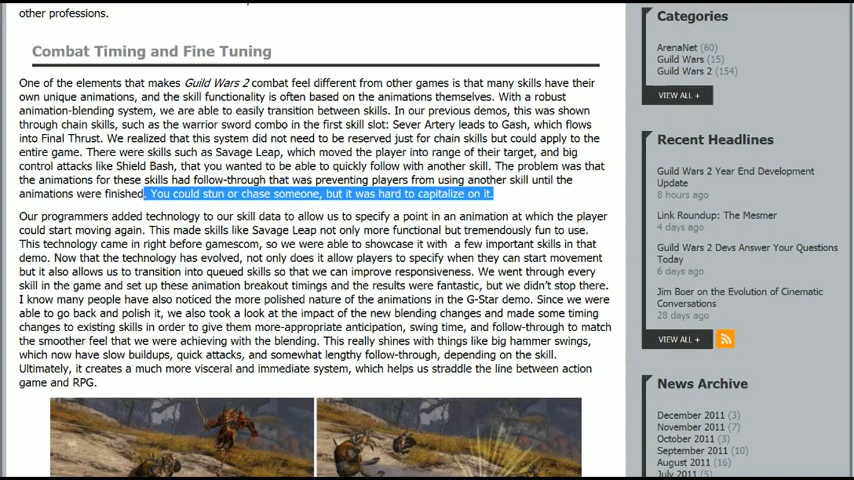 other professions.
Combat Timing and Fine Tuning
One of the elements that makes Guild Wars 2 combat feel different from other games is that many skills have their
own unique animations, and the skill functionality is often based on the animations themselves. With a robust
animation-blending system, we are able to easily transition between skills. In our previous demos, this was shown
through chain skills, such as the warrior sword combo in the first skill slot: Sever Artery leads to Gash, which flows
into Final Thrust. We realized that this system did not need to be reserved just for chain skills but could apply to the
entire game. There were skills such as Savage Leap, which moved the player into range of their target, and big
control attacks like Shield Bash, that you wanted to be able to quickly follow with another skill. The problem was that
the animations for these skills had follow-through that was preventing players from using another skill until the
animations were finished. You could stun or chase someone, but it was hard to capitalize on it.
Our programmers added technology to our skill data to allow us to specify a point in an animation at which the player
could start moving again. This made skills like Savage Leap not only more functional but tremendously fun to use.
This technology came in right before gamescom, so we were able to showcase it with a few important skills in that
demo. Now that the technology has evolved, not only does it allow players to specify when they can start movement
but it also allows us to transition into queued skills so that we can improve responsiveness. We went through every
skill in the game and set up these animation breakout timings and the results were fantastic, but we didn't stop there.
I know many people have also noticed the more polished nature of the animations in the G-Star demo. Since we were
able to go back and polish it, we also took a look at the impact of the new blending changes and made some timing
changes to existing skills in order to give them more-appropriate anticipation, swing time, and follow-through to match
the smoother feel that we were achieving with the blending. This really shines with things like big hammer swings,
which now have slow buildups, quick attacks, and somewhat lengthy follow-through, depending on the skill.
Ultimately, it creates a much more visceral and immediate system, which helps us straddle the line between action
game and RPG.
Categories
ArenaNet (60)
Guild Wars (15)
Guild Wars 2 (154)
VIEW ALL +
Recent Headlines
Guild Wars 2 Year End Development
Update
8 hours ago
Link Roundup: The Mesmer
4 days ago
Guild Wars 2 Devs Answer Your Questions
Today
6 days ago
Jim Boer on the Evolution of Cinematic
Conversations
28 days ago
VIEW ALL +
News Archive
December 2011 (3)
November 2011 (7)
October 2011 (3)
September 2011 (10)
August 2011 (16)
July 2011 (5)